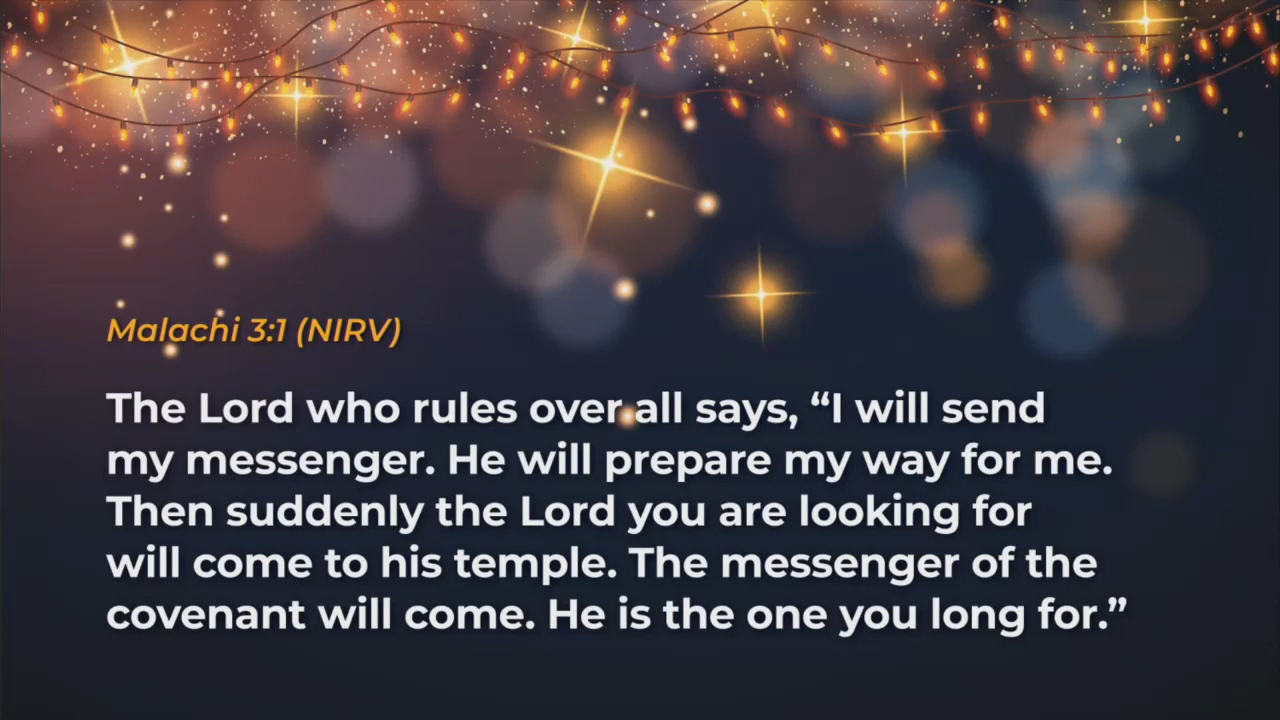 Malachi 3:1 (NIRV)
The Lord who rules over all says, “I will send
my messenger. He will prepare my way for me.
Then suddenly the Lord you are looking for
will come to his temple. The messenger of the
covenant will come. He is the one you long for.”